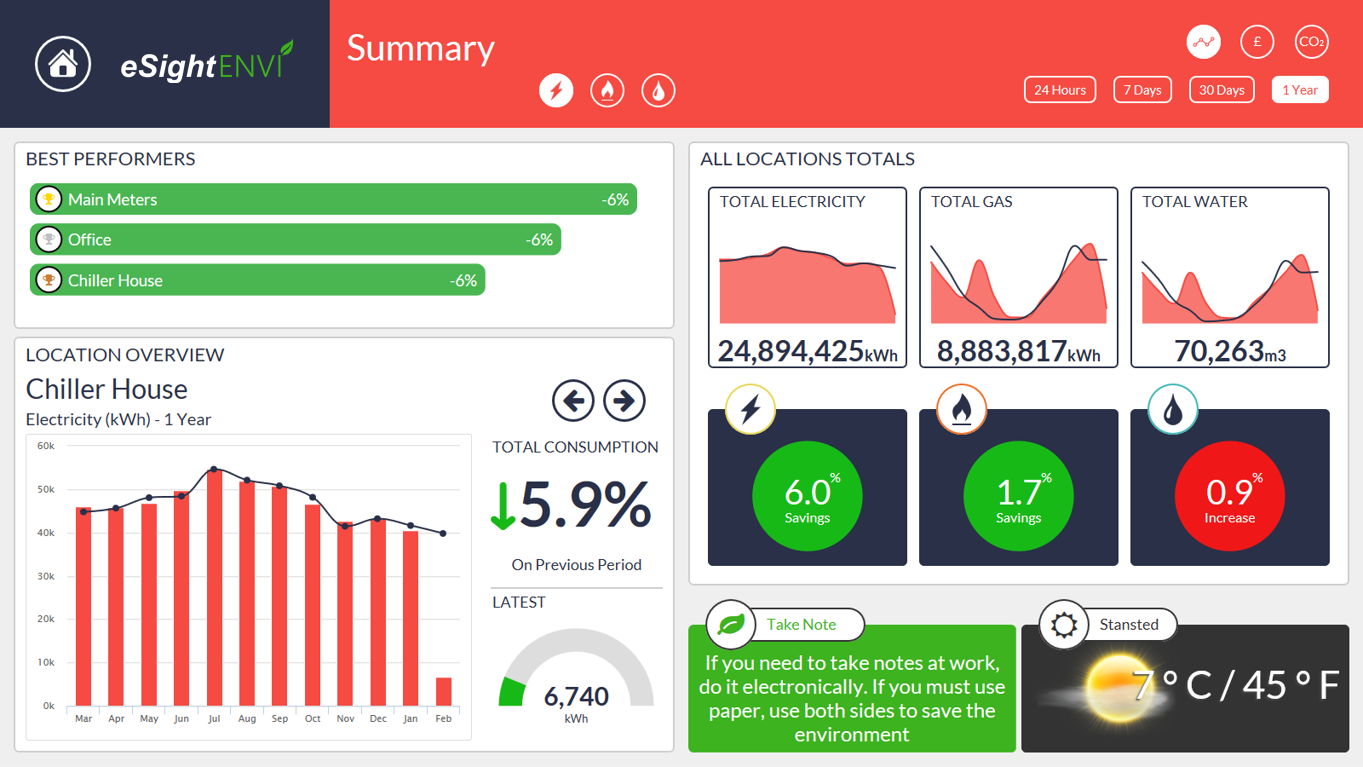 eSightENVI
Summary
£
CO2
24 Hours
7 Days
30 Days
1 Year
BEST PERFORMERS
Main Meters -6%
Office -6%
Chiller House -6%
LOCATION OVERVIEW
Chiller House
Electricity (kWh) - 1 Year
60k
50k
40k
30k
20k
10k
0k
Mar Apr May Jun Jul Aug Sep Oct Nov Dec Jan Feb
TOTAL CONSUMPTION
5.9%
On Previous Period
LATEST
6,740
kWh
ALL LOCATIONS TOTALS
TOTAL ELECTRICITY
24,894,425kWh
TOTAL GAS
8,883,817kWh
TOTAL WATER
70,263m3
6.0%
Savings
1.7%
Savings
0.9%
Increase
Take Note
If you need to take notes at work,
do it electronically. If you must use
paper, use both sides to save the
environment
Stansted
7°C/45°F